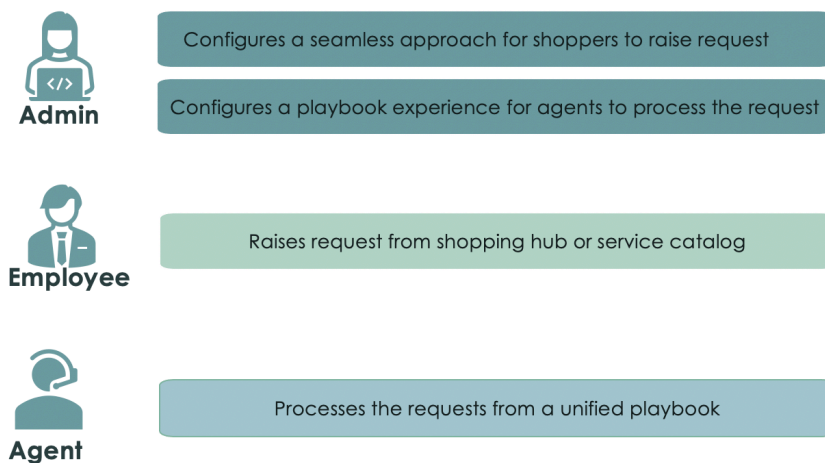 Configures a seamless approach for shoppers to raise request
</>
Configures a playbook experience for agents to process the request
Admin
Raises request from shopping hub or service catalog
Employee
Processes the requests from a unified playbook
Agent